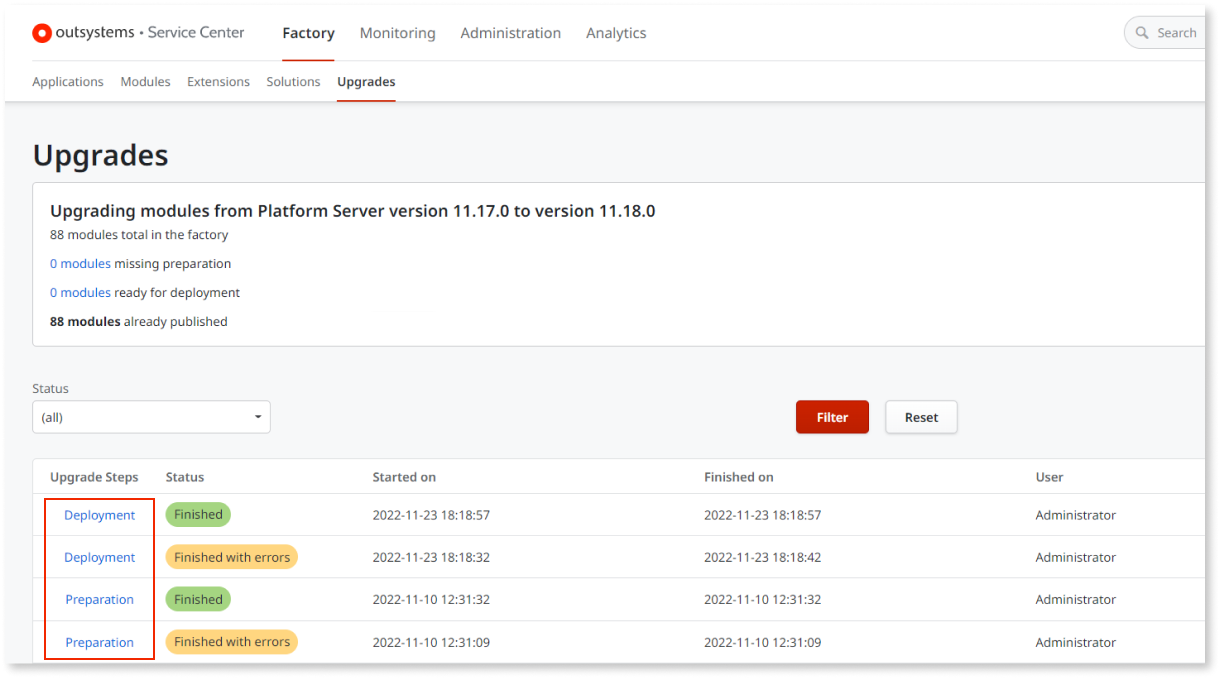 outsystems • Service Center Factory Monitoring Administration Analytics Search
Applications Modules Extensions Solutions Upgrades
Upgrades
Upgrading modules from Platform Server version 11.17.0 to version 11.18.0
88 modules total in the factory
0 modules missing preparation
0 modules ready for deployment
88 modules already published
Status
(all) Filter Reset
Upgrade Steps Status Started on Finished on User
Deployment Finished 2022-11-23 18:18:57 2022-11-23 18:18:57 Administrator
Deployment Finished with errors 2022-11-23 18:18:32 2022-11-23 18:18:42 Administrator
Preparation Finished 2022-11-10 12:31:32 2022-11-10 12:31:32 Administrator
Preparation Finished with errors 2022-11-10 12:31:09 2022-11-10 12:31:09 Administrator